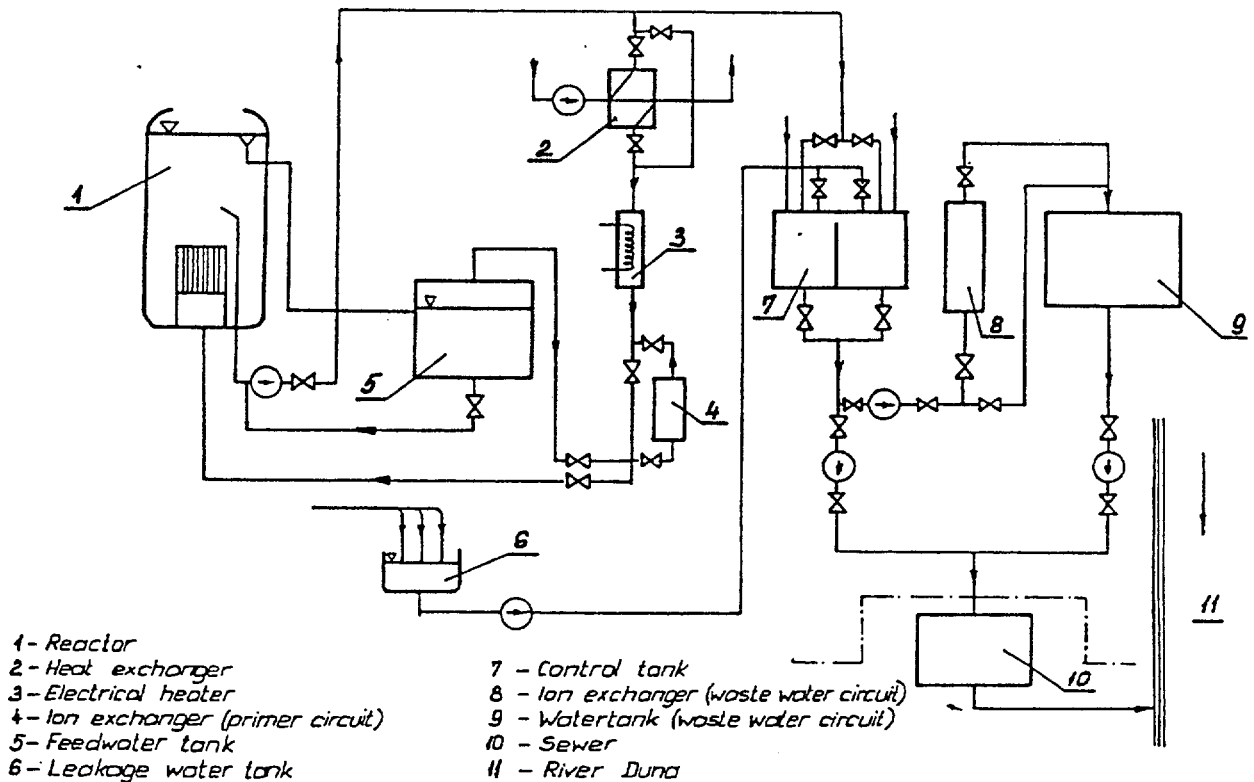 1
2
3
4
5
6
7
8
9
10
11
1 - Reactor
2 - Heat exchanger
3 - Electrical heater
4 - Ion exchanger (primer circuit)
5 - Feedwater tank
6 - Leakage water tank
7 - Control tank
8 - Ion exchanger (waste water circuit)
9 - Watertank (waste water circuit)
10 - Sewer
11 - River Duna